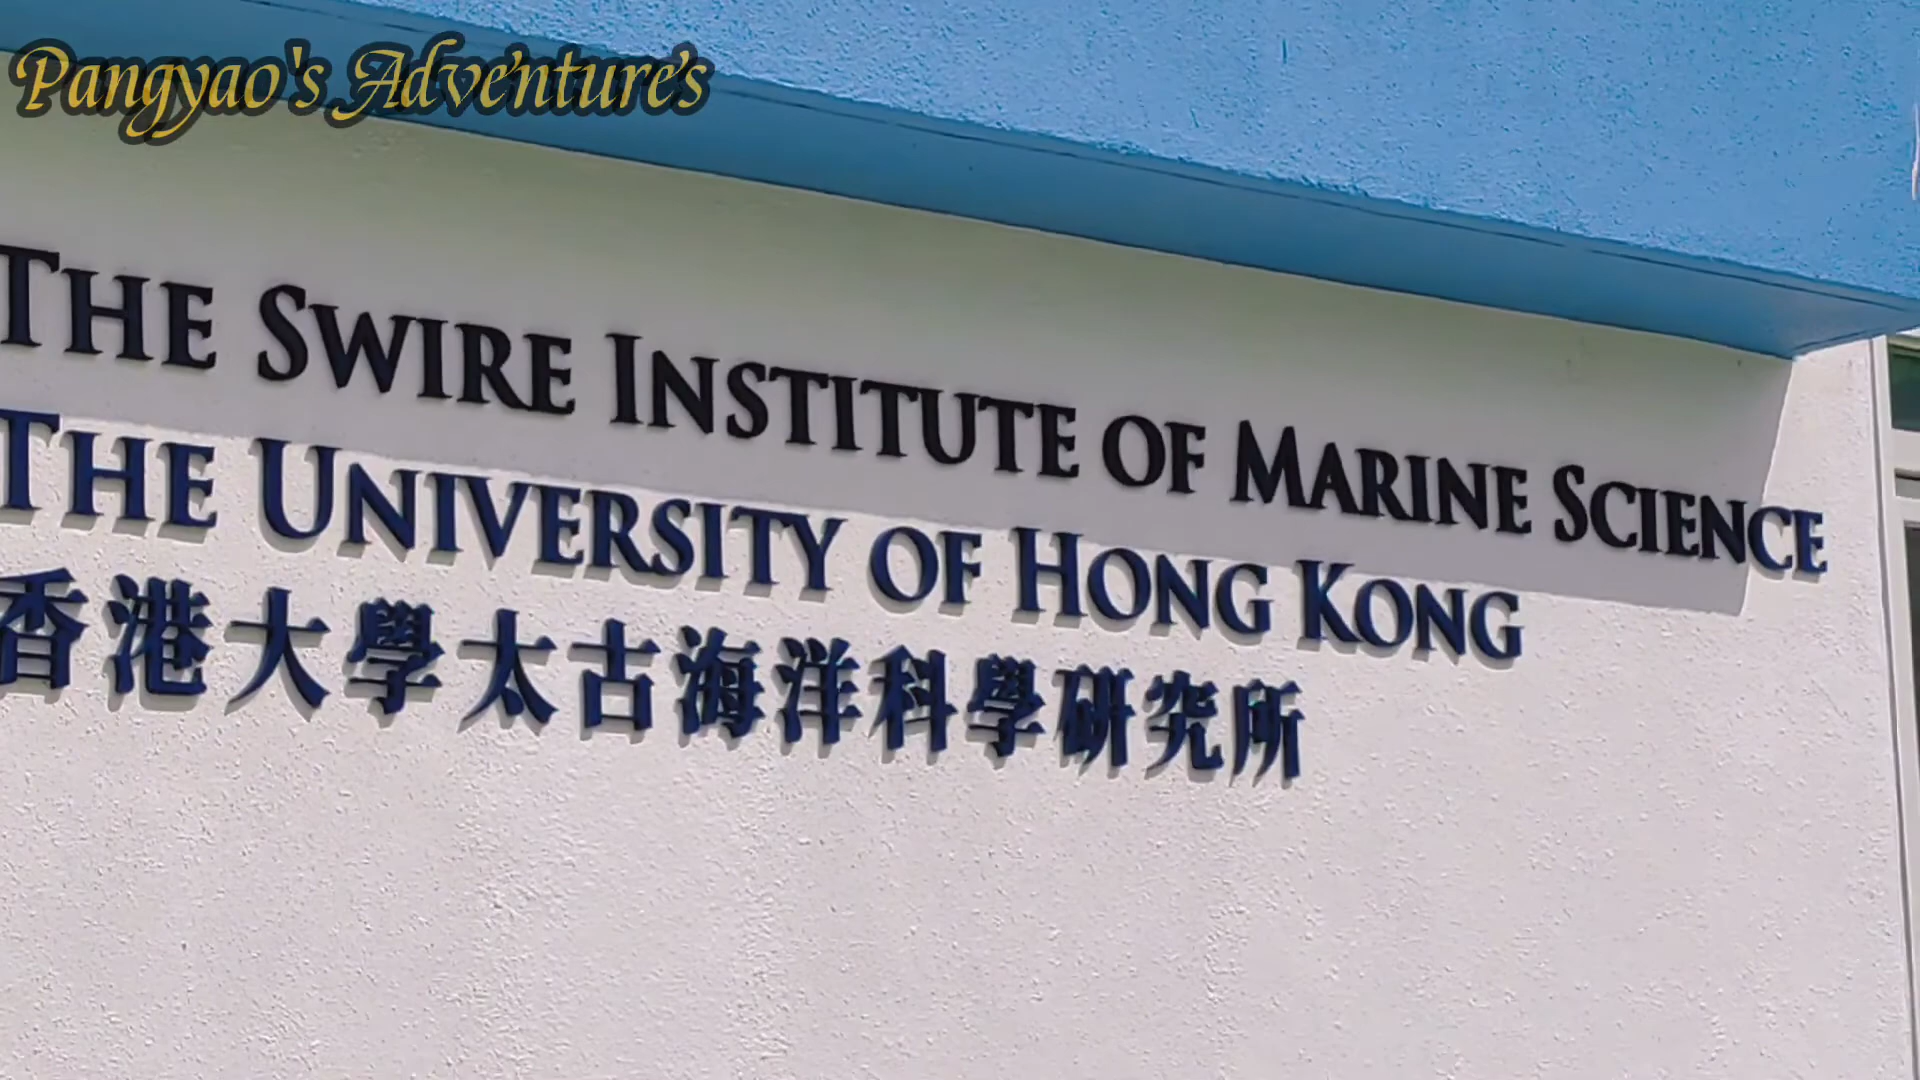 Pangyao's Adventures
THE SWIRE INSTITUTE OF MARINE SCIENCE
THE UNIVERSITY OF HONG KONG
香港大學太古海洋科學研究所